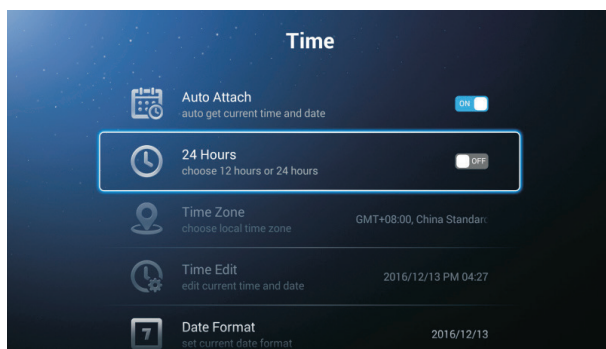 Time
Auto Attach
auto get current time and date
ON
24 Hours
choose 12 hours or 24 hours
OFF
Time Zone
choose local time zone
GMT+08:00, China Standarc
Time Edit
edit current time and date
2016/12/13 PM 04:27
7
Date Format
set current date format
2016/12/13